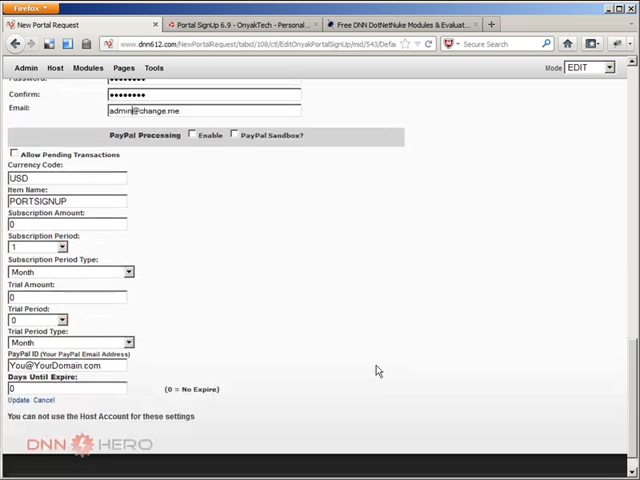 Firefox
New Portal Request
Portal SignUp 6.9 - OnyakTech - Personal...
Free DNN DotNetNuke Modules & Evaluat...
www.dnn612.com/NewPortalRequest/tabid/108/ctl/EditOnyakPortalSignUp/mid/543/Defau
McAfee
Admin Host Modules Pages Tools
Mode EDIT
Password:
Confirm:
Email: admin@change.me
PayPal Processing Enable PayPal Sandbox?
Allow Pending Transactions
Currency Code:
USD
Item Name:
PORTSIGNUP
Subscription Amount:
0
Subscription Period:
1
Subscription Period Type:
Month
Trial Amount:
0
Trial Period:
0
Trial Period Type:
Month
PayPal ID (Your PayPal Email Address)
You@YourDomain.com
Days Until Expire:
0 (0 = No Expire)
Update Cancel
You can not use the Host Account for these settings
DNN HERO